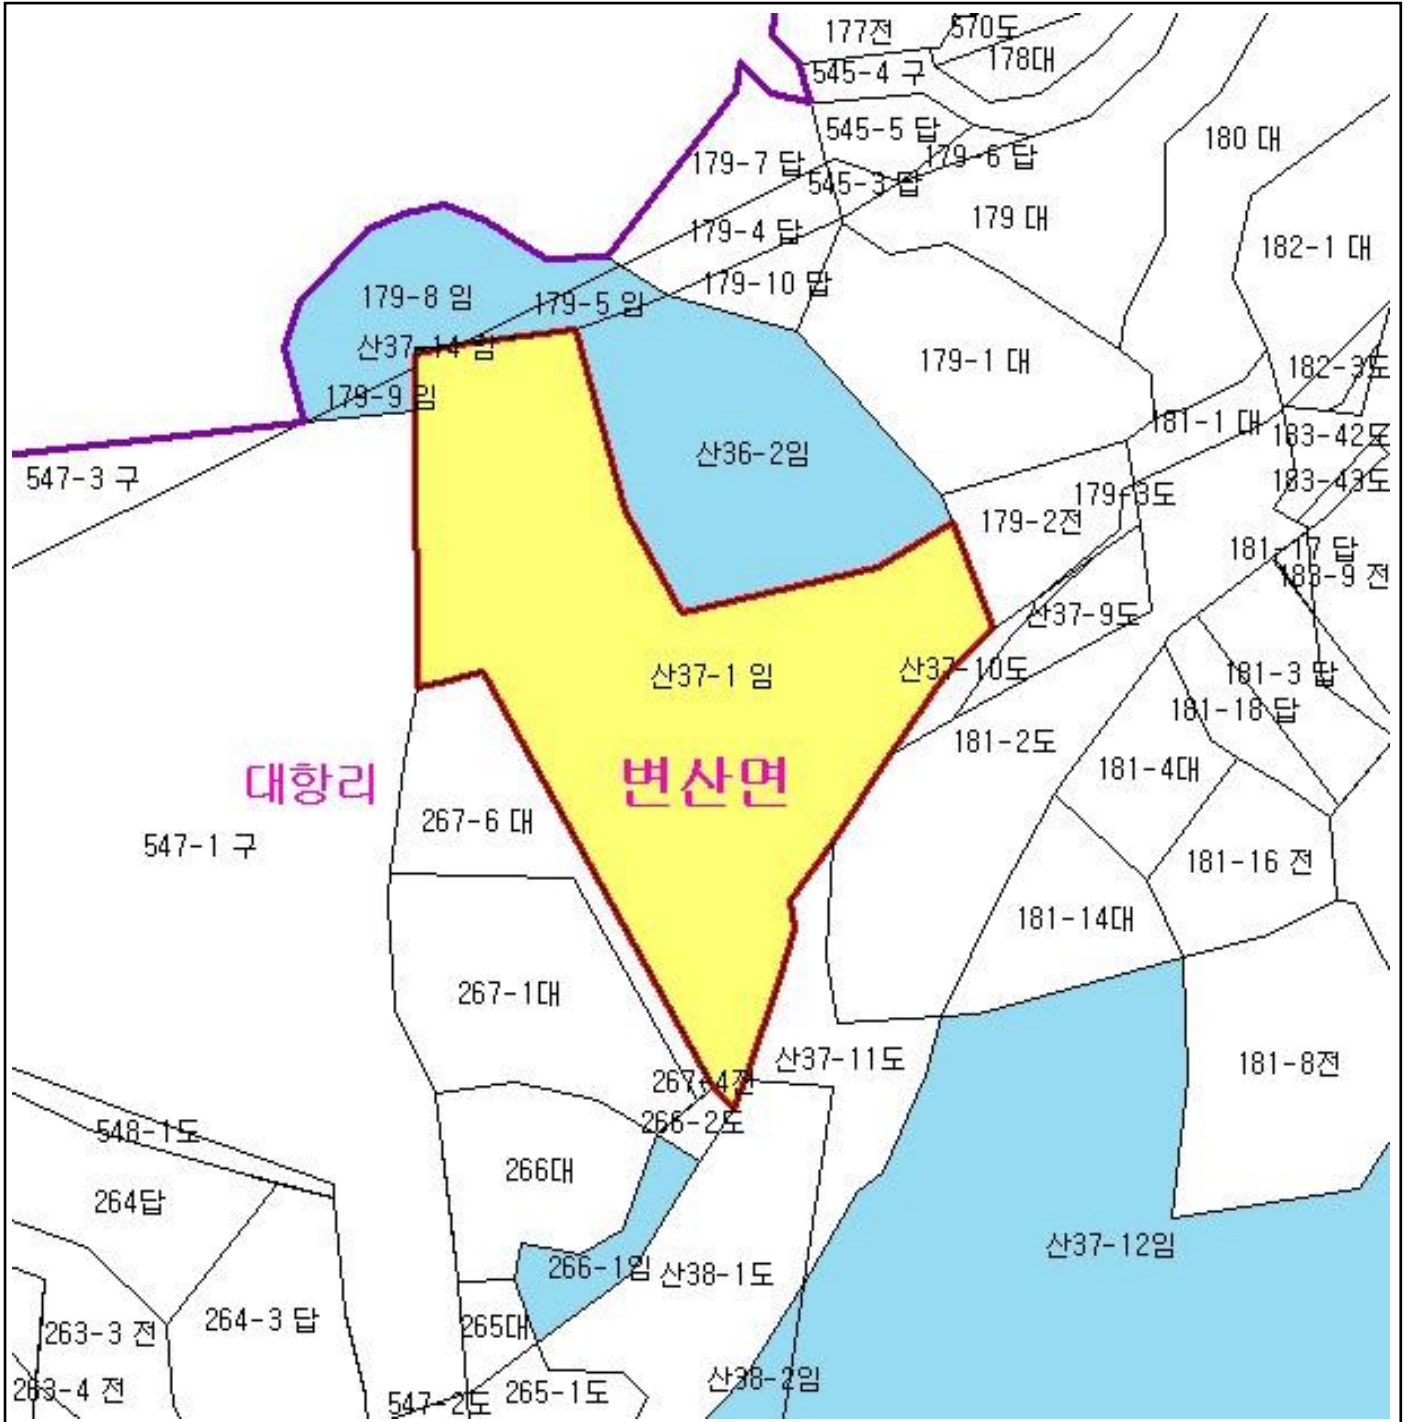 177전
570도
178대
545-4 구
545-5 답
180 대
179-7 답
179-6 답
545-3 답
179 대
179-4 답
182-1 대
179-10 답
179-8 임
179-5 임
산37-14 임
179-1 대
182-3도
179-9 임
181-1 대
183-42도
산36-2임
547-3 구
183-43도
179-3도
179-2전
181-17 답
183-9 전
산37-9도
산37-1 임
산37-10도
181-3 답
181-18 답
181-2도
181-4대
대항리
변산면
267-6 대
547-1 구
181-16 전
181-14대
267-1대
산37-11도
181-8전
267-4전
266-2도
548-1도
266대
264답
산37-12임
266-1임
산38-1도
264-3 답
265대
263-3 전
산38-2임
263-4 전
265-1도
547-2도